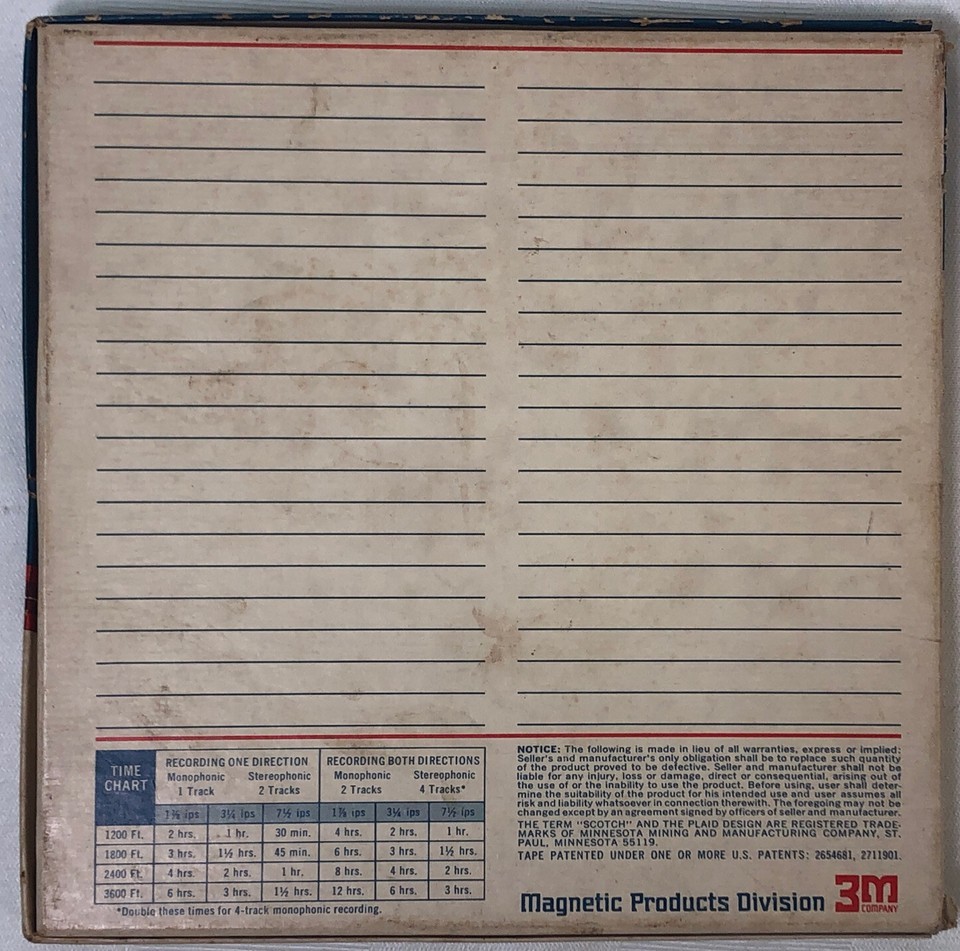 TIME CHART
RECORDING ONE DIRECTION RECORDING BOTH DIRECTIONS
Monophonic Stereophonic Monophonic Stereophonic
1 Track 2 Tracks 2 Tracks 4 Tracks*
1⅞ ips 3¾ ips 7½ ips 1⅞ ips 3¾ ips 7½ ips
1200 Ft. 2 hrs. 1 hr. 30 min. 4 hrs. 2 hrs. 1 hr.
1800 Ft. 3 hrs. 1½ hrs. 45 min. 6 hrs. 3 hrs. 1½ hrs.
2400 Ft. 4 hrs. 2 hrs. 1 hr. 8 hrs. 4 hrs. 2 hrs.
3600 Ft. 6 hrs. 3 hrs. 1½ hrs. 12 hrs. 6 hrs. 3 hrs.
*Double these times for 4-track monophonic recording.
NOTICE: The following is made in lieu of all warranties, express or implied:
Seller's and manufacturer's only obligation shall be to replace such quantity
of the product proved to be defective. Seller and manufacturer shall not be
liable for any injury, loss or damage, direct or consequential, arising out of
the use of or the inability to use the product. Before using, user shall deter-
mine the suitability of the product for his intended use and user assumes all
risk and liability whatsoever in connection therewith. The foregoing may not be
changed except by an agreement signed by officers of seller and manufacturer.
THE TERM "SCOTCH" AND THE PLAID DESIGN ARE REGISTERED TRADE-
MARKS OF MINNESOTA MINING AND MANUFACTURING COMPANY, ST.
PAUL, MINNESOTA 55119.
TAPE PATENTED UNDER ONE OR MORE U.S. PATENTS: 2654681, 2711901.
Magnetic Products Division 3M COMPANY